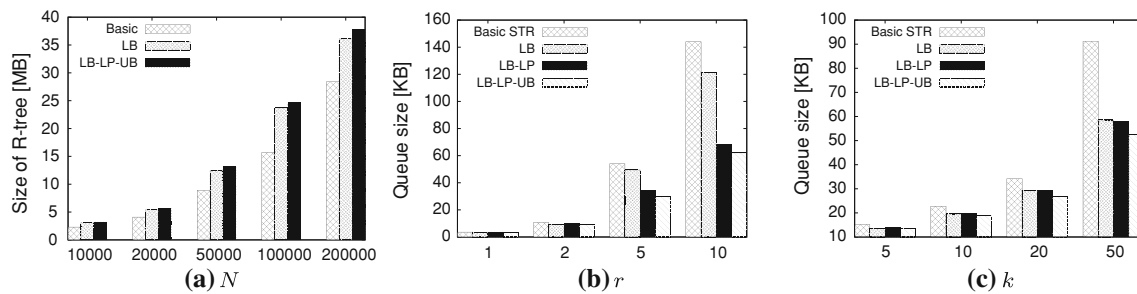 Size of R-tree [MB]
40
35
30
25
20
15
10
5
0
Basic
LB
LB-LP-UB
10000 20000 50000 100000 200000
(a) N
Queue size [KB]
160
140
120
100
80
60
40
20
0
Basic STR
LB
LB-LP
LB-LP-UB
1 2 5 10
(b) r
Queue size [KB]
100
90
80
70
60
50
40
30
20
10
Basic STR
LB
LB-LP
LB-LP-UB
5 10 20 50
(c) k